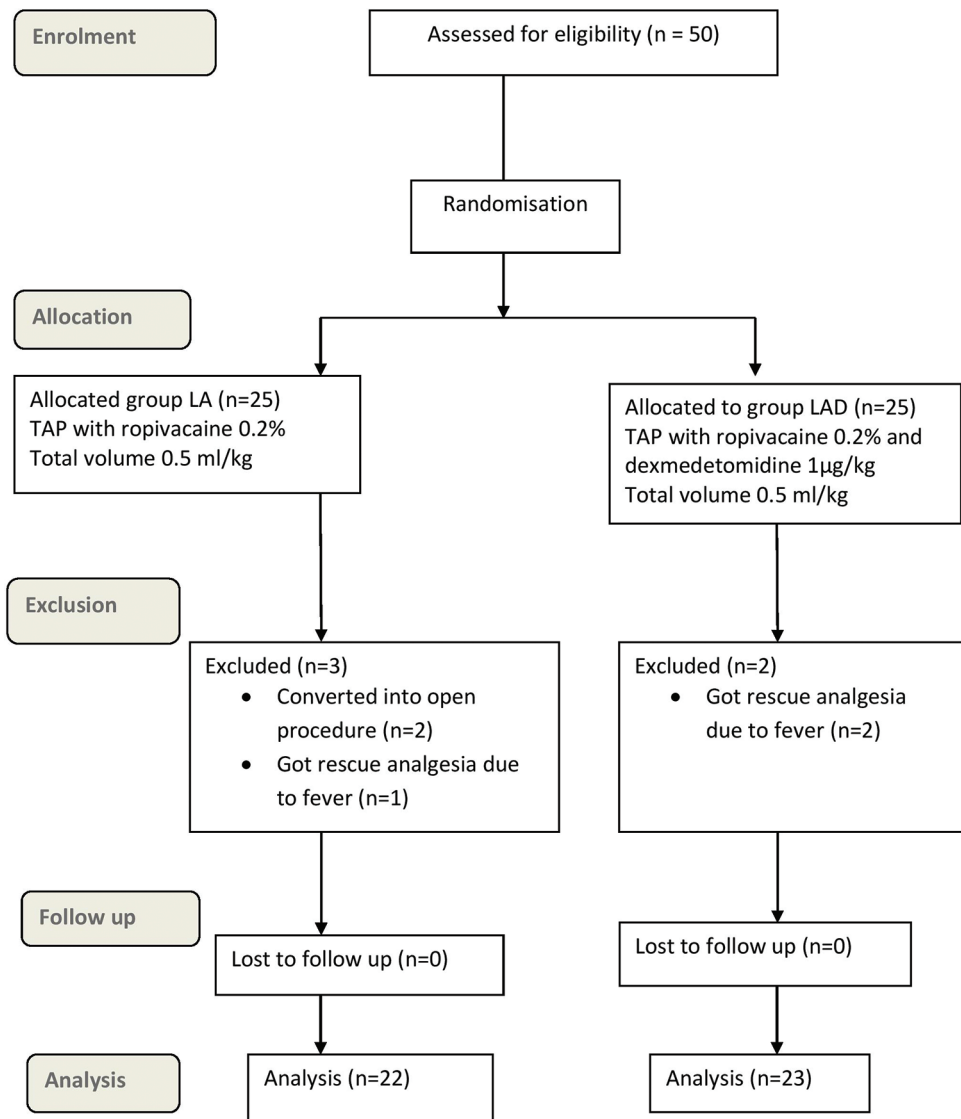 Enrolment
Assessed for eligibility (n = 50)
Randomisation
Allocation
Allocated group LA (n=25)
TAP with ropivacaine 0.2%
Total volume 0.5 ml/kg
Allocated to group LAD (n=25)
TAP with ropivacaine 0.2% and
dexmedetomidine 1µg/kg
Total volume 0.5 ml/kg
Exclusion
Excluded (n=3)
• Converted into open
procedure (n=2)
• Got rescue analgesia due
to fever (n=1)
Excluded (n=2)
• Got rescue analgesia
due to fever (n=2)
Follow up
Lost to follow up (n=0)
Lost to follow up (n=0)
Analysis
Analysis (n=22)
Analysis (n=23)